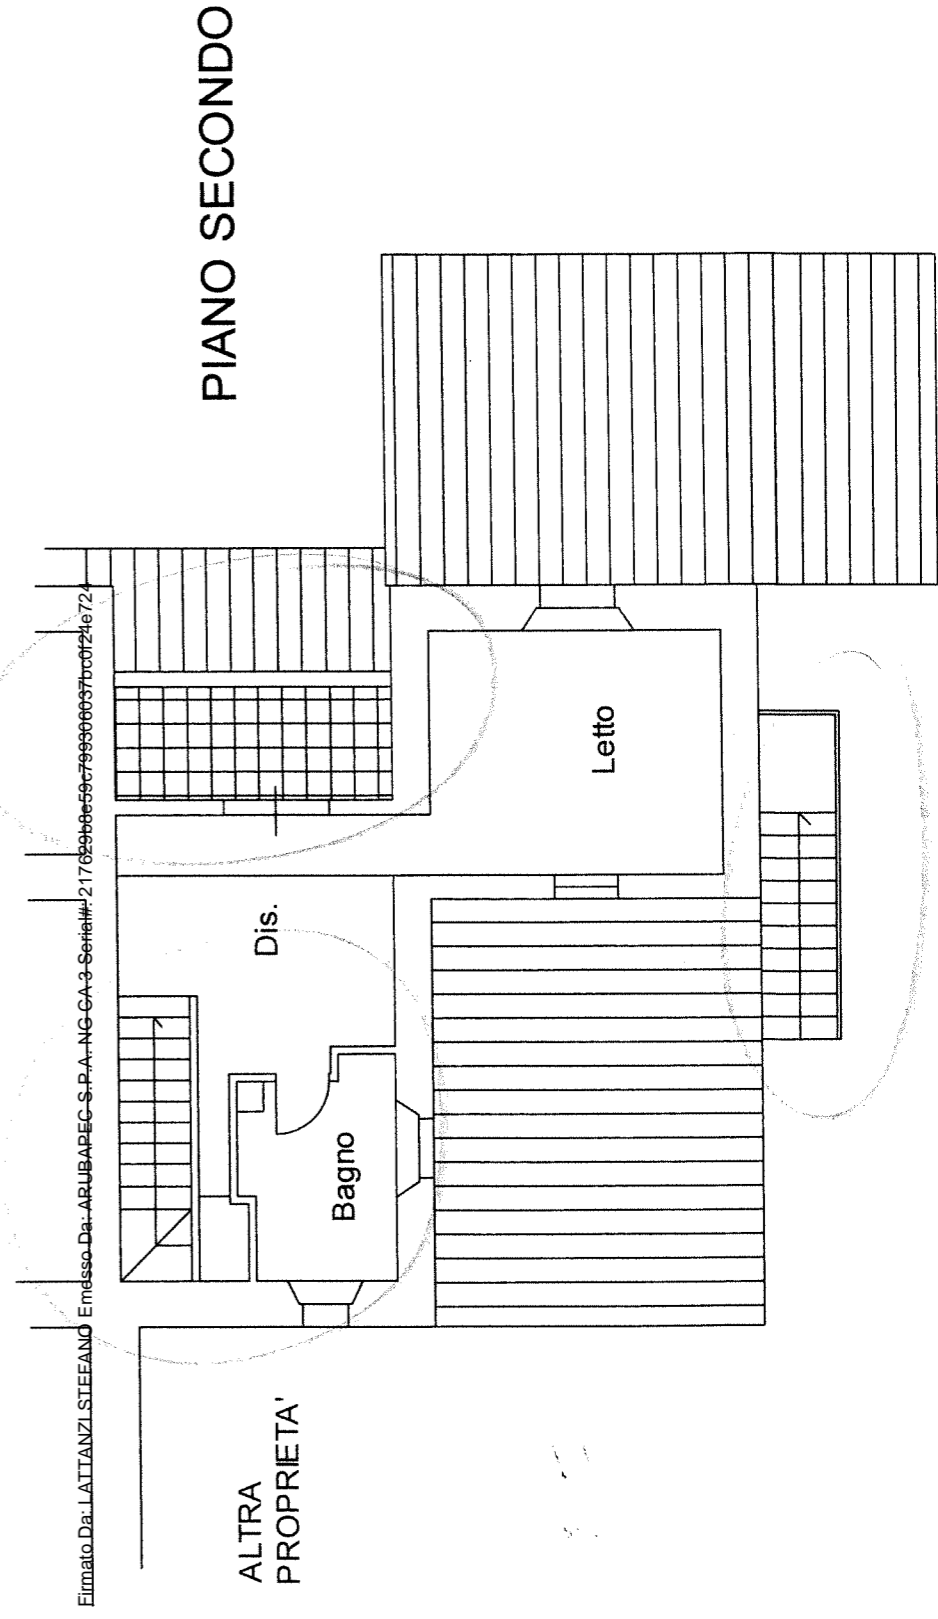 Firmato Da: LATTANZI STEFANO Emesso Da: ARUBAPEC S.P.A. NG CA 3 Serial#: 217629b8e59c799306037bc0f24e724
PIANO SECONDO
Dis.
Letto
Bagno
ALTRA
PROPRIETA'